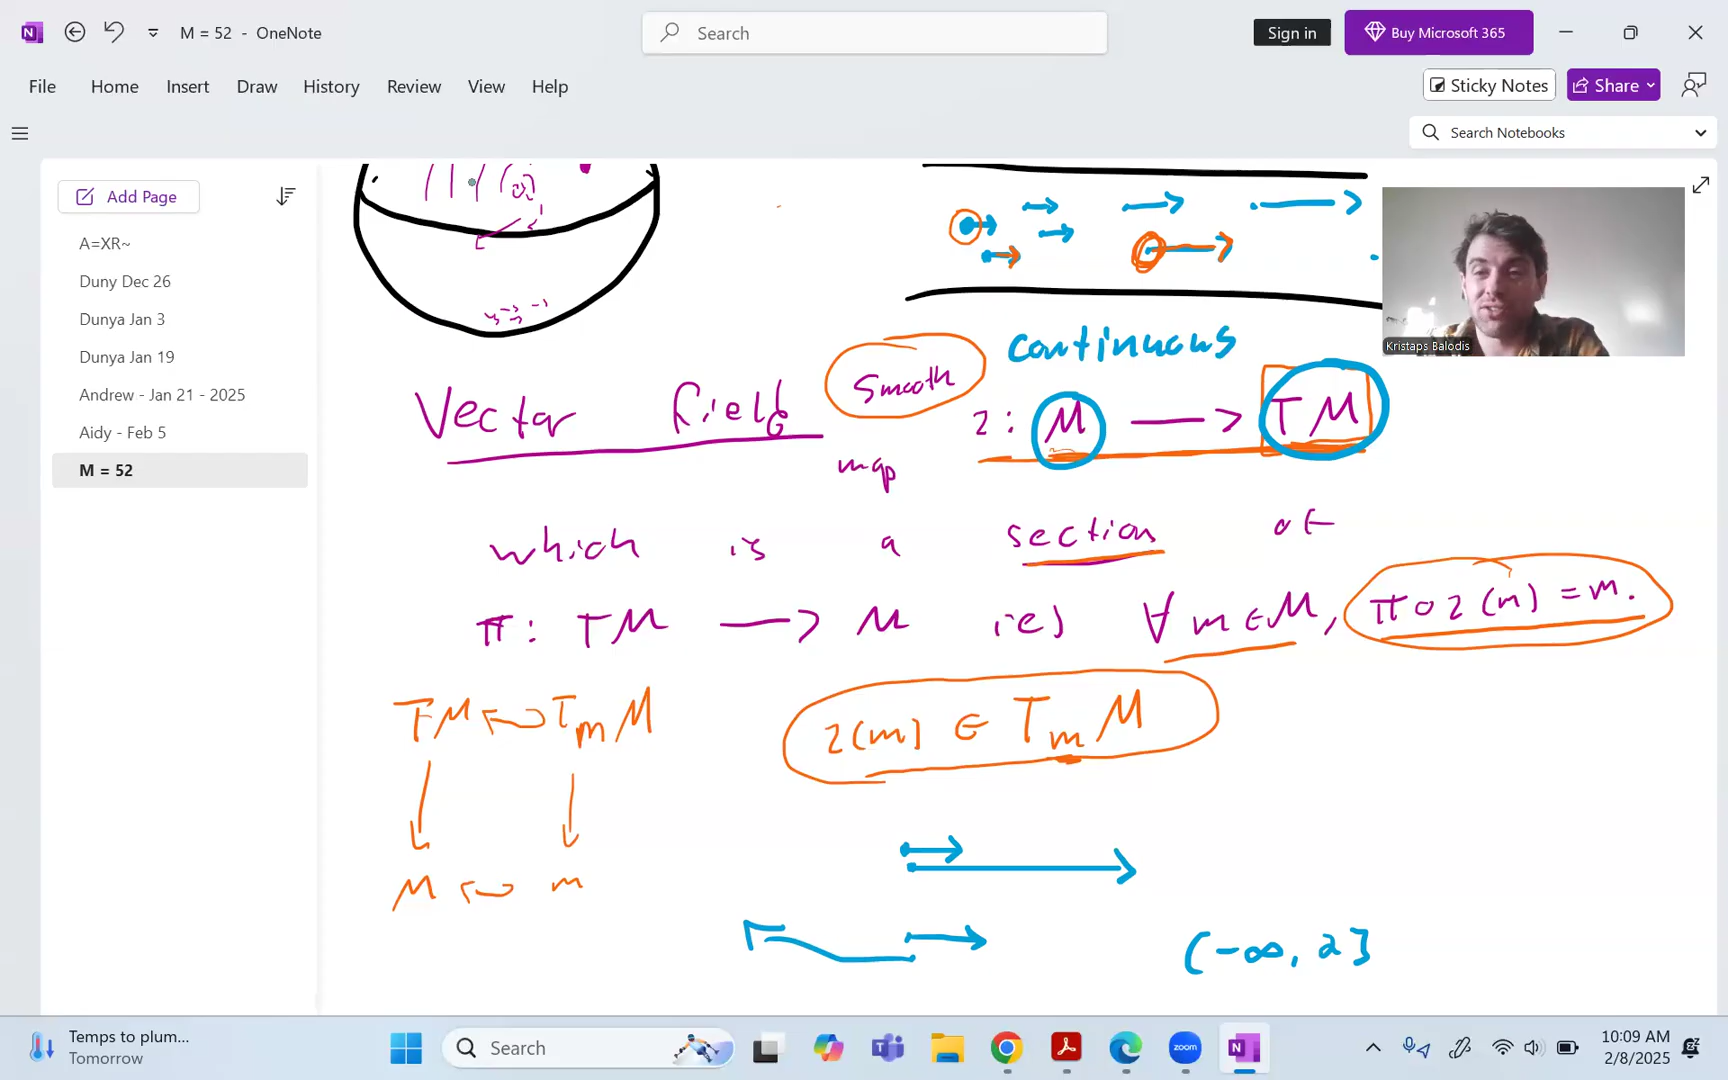 M = 52 - OneNote
Search
Sign in
Buy Microsoft 365
File Home Insert Draw History Review View Help
Sticky Notes
Share
Search Notebooks
Add Page
A=XR~
Duny Dec 26
Dunya Jan 3
Dunya Jan 19
Andrew - Jan 21 - 2025
Aidy - Feb 5
M = 52
Kristaps Balodis
continuous
Vector field smooth 2: M → TM
map
which is a section of
π: TM → M ie) ∀ m ∈ M, π ∘ 2(m) = m.
TM ↔ TₘM
2(m) ∈ TₘM
M ↔ m
(-∞, 2]
Temps to plum...
Tomorrow
Search
zoom
10:09 AM
2/8/2025